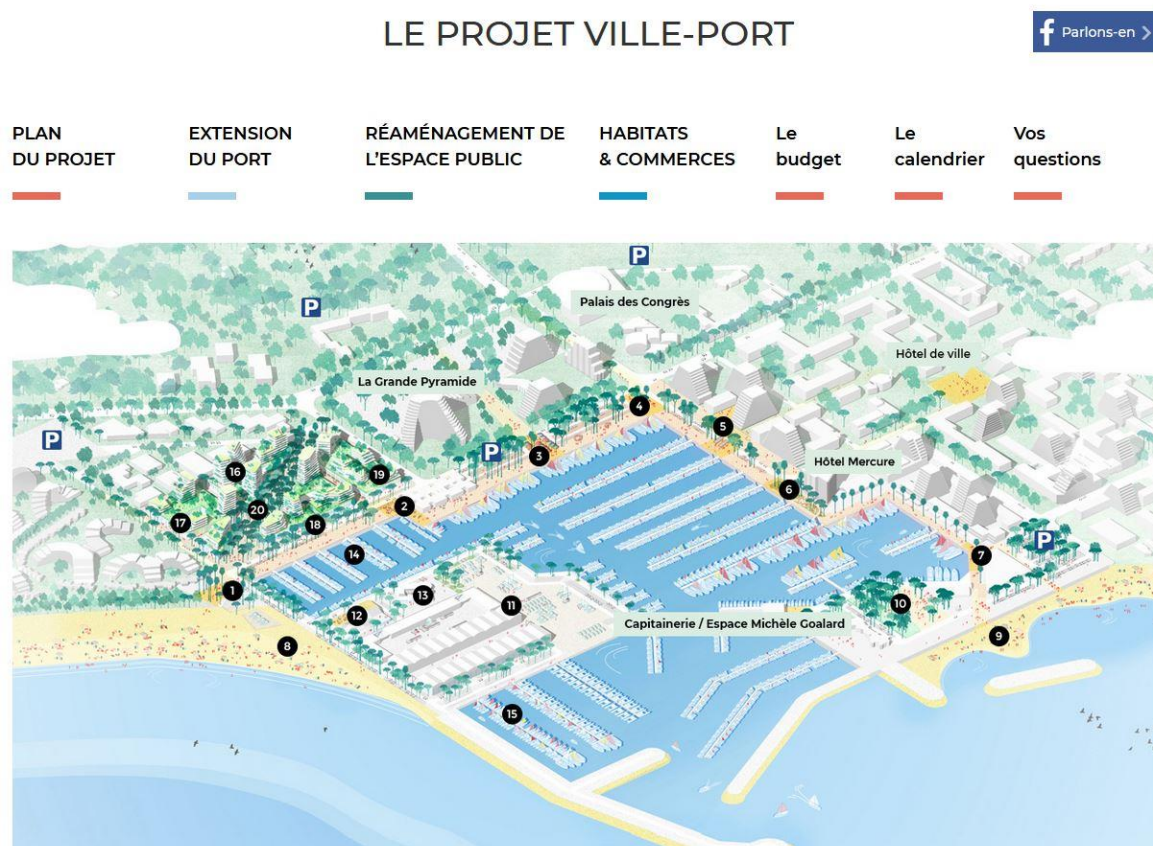 LE PROJET VILLE-PORT
f Parlons-en
PLAN
DU PROJET
EXTENSION
DU PORT
RÉAMÉNAGEMENT DE
L'ESPACE PUBLIC
HABITATS
& COMMERCES
Le
budget
Le
calendrier
Vos
questions
P
Palais des Congrès
P
Hôtel de ville
La Grande Pyramide
4
5
P
3
P
Hôtel Mercure
16
19
6
2
20
17
18
P
14
7
1
13
11
10
12
Capitainerie / Espace Michèle Goalard
9
8
15